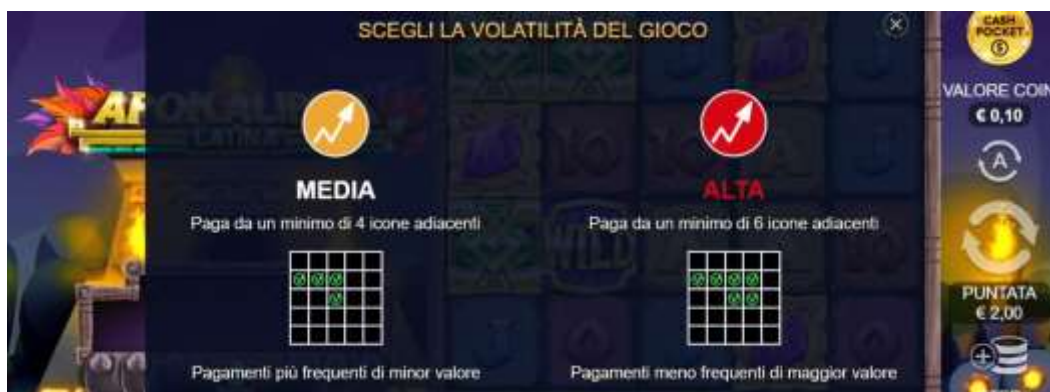 SCEGLI LA VOLATILITÀ DEL GIOCO
CASH
POCKET
VALORE COIN
€ 0,10
A
MEDIA
Paga da un minimo di 4 icone adiacenti
Pagamenti più frequenti di minor valore
ALTA
Paga da un minimo di 6 icone adiacenti
Pagamenti meno frequenti di maggior valore
PUNTATA
€ 2,00
WILD